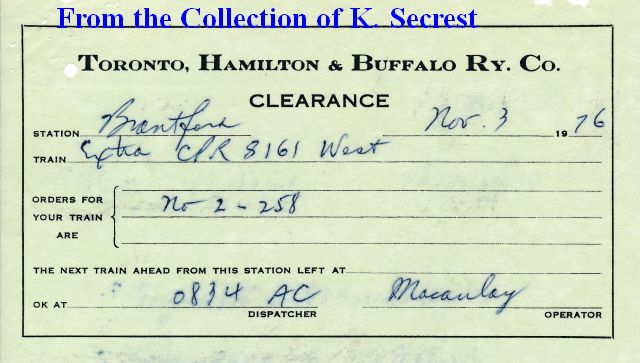 From the Collection of K. Secrest
TORONTO, HAMILTON & BUFFALO RY. CO.
CLEARANCE
STATION Brantford Nov. 3 1976
TRAIN Extra CPR 8161 West
ORDERS FOR
YOUR TRAIN
ARE
No 2 - 258
THE NEXT TRAIN AHEAD FROM THIS STATION LEFT AT
OK AT 0834 AC Macaulay
DISPATCHER OPERATOR